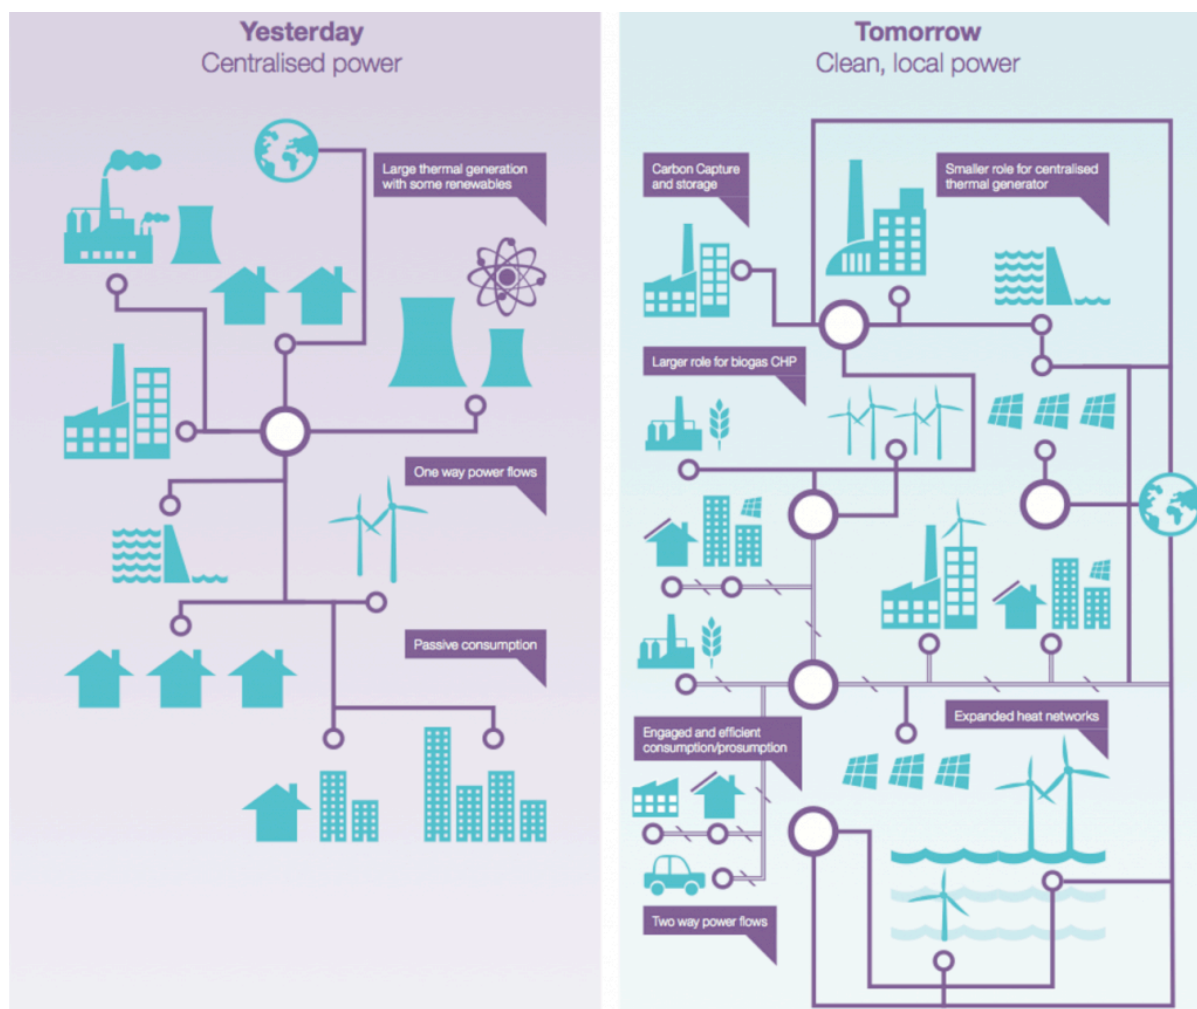 Yesterday
Centralised power
Large thermal generation
with some renewables
One way power flows
Passive consumption
Tomorrow
Clean, local power
Carbon Capture
and storage
Smaller role for centralised
thermal generator
Larger role for biogas CHP
Engaged and efficient
consumption/prosumption
Expanded heat networks
Two way power flows